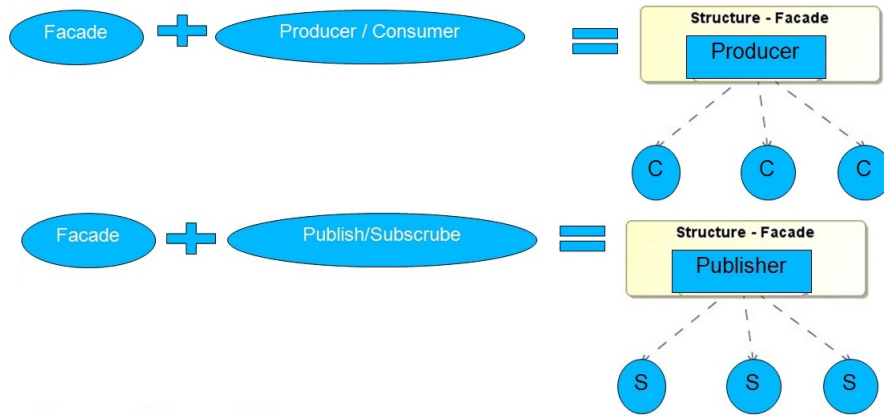 Facade
Producer / Consumer
Structure - Facade
Producer
C
C
C
Facade
Publish/Subscrube
Structure - Facade
Publisher
S
S
S